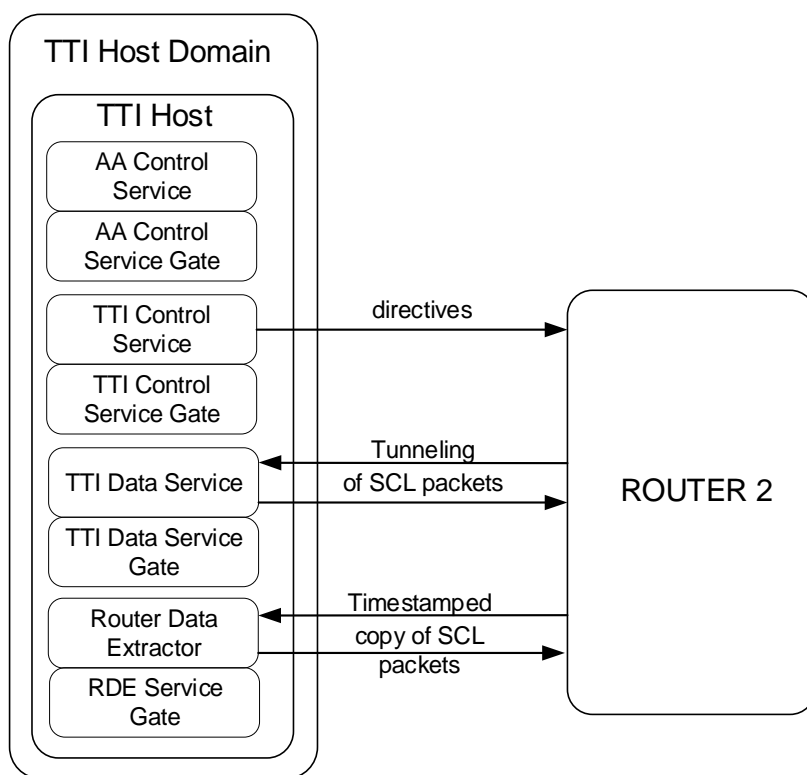 TTI Host Domain
TTI Host
AA Control
Service
AA Control
Service Gate
TTI Control
Service
TTI Control
Service Gate
TTI Data Service
TTI Data Service
Gate
Router Data
Extractor
RDE Service
Gate
directives
Tunneling
of SCL packets
Timestamped
copy of SCL
packets
ROUTER 2